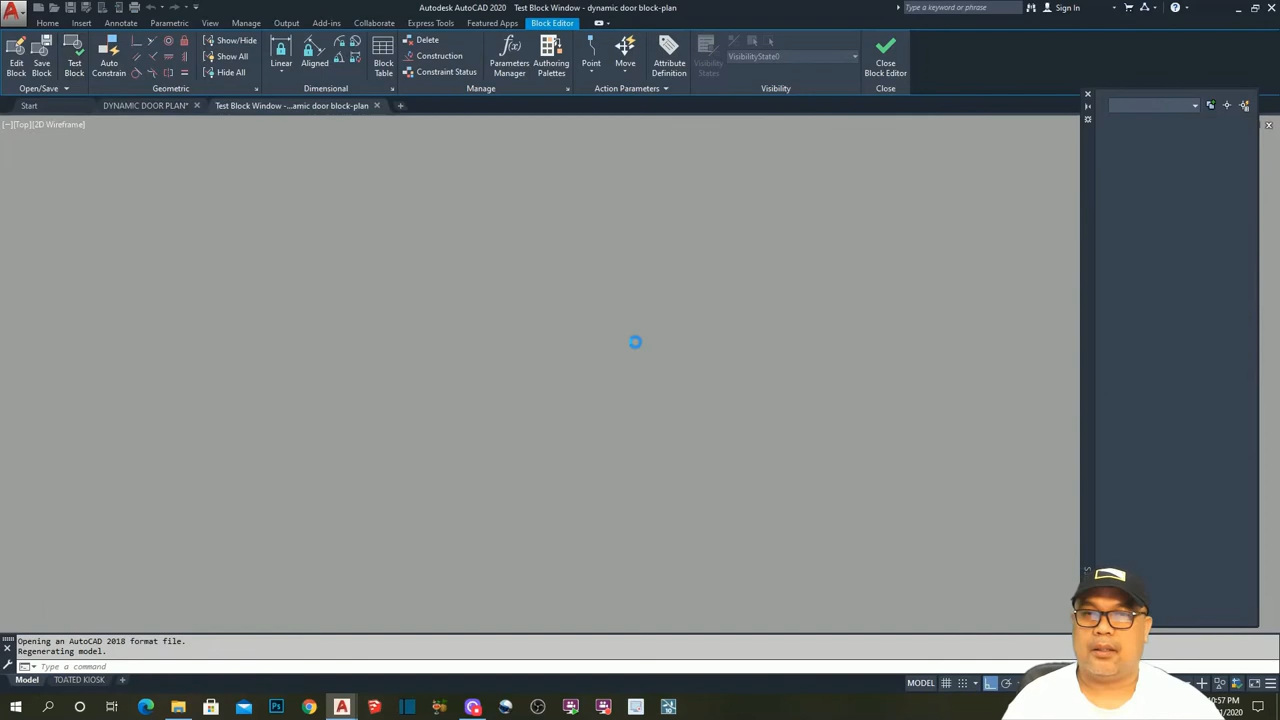 Autodesk AutoCAD 2020 Test Block Window - dynamic door block-plan
Type a keyword or phrase
Sign In
Home Insert Annotate Parametric View Manage Output Add-ins Collaborate Express Tools Featured Apps Block Editor
Edit Block
Save Block
Test Block
Auto Constrain
Show/Hide
Show All
Hide All
Linear
Aligned
Block Table
Delete
Construction
Constraint Status
Parameters Manager
Authoring Palettes
Point
Move
Attribute Definition
Visibility States
VisibilityState0
Close Block Editor
Open/Save Geometric Dimensional Manage Action Parameters Visibility Close
Start DYNAMIC DOOR PLAN* Test Block Window -...amic door block-plan
[−][Top][2D Wireframe]
Opening an AutoCAD 2018 format file.
Regenerating model.
Type a command
Model TOATED KIOSK
MODEL